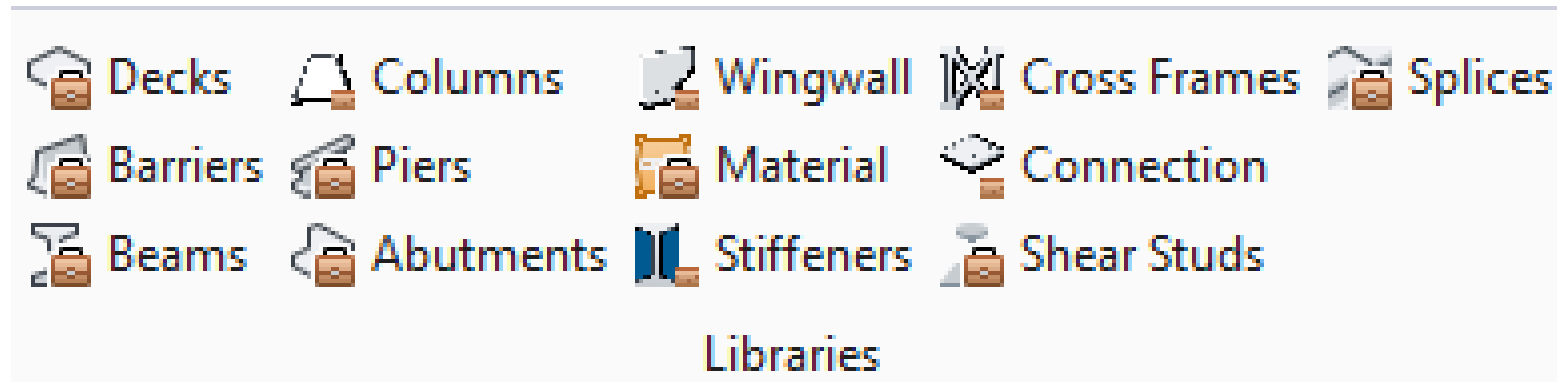 Decks Columns Wingwall Cross Frames Splices
Barriers Piers Material Connection
Beams Abutments Stiffeners Shear Studs
Libraries